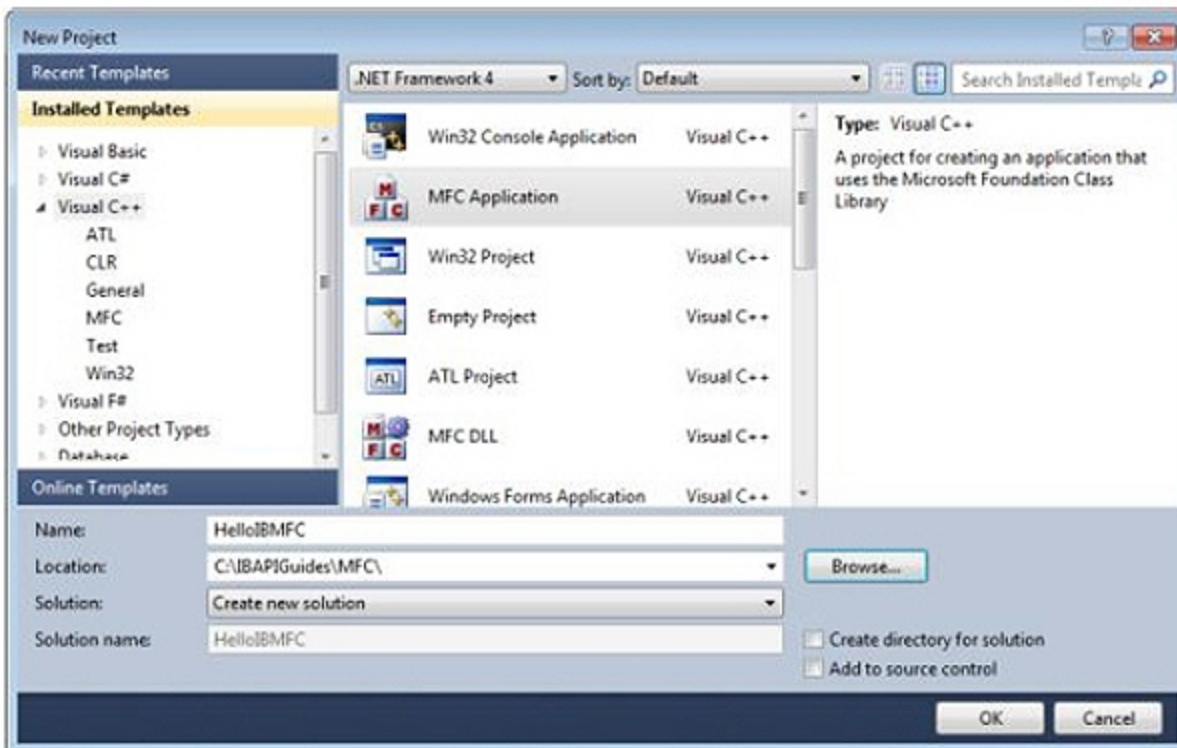 New Project
Recent Templates
.NET Framework 4
Sort by:
Default
Search Installed Templa
Installed Templates
Visual Basic
Visual C#
Visual C++
ATL
CLR
General
MFC
Test
Win32
Visual F#
Other Project Types
Database
Online Templates
Win32 Console Application Visual C++
MFC Application Visual C++
Win32 Project Visual C++
Empty Project Visual C++
ATL Project Visual C++
MFC DLL Visual C++
Windows Forms Application Visual C++
Type: Visual C++
A project for creating an application that
uses the Microsoft Foundation Class
Library
Name: HelloIBMFC
Location: C:\IBAPIGuides\MFC\
Browse...
Solution: Create new solution
Solution name: HelloIBMFC
Create directory for solution
Add to source control
OK Cancel